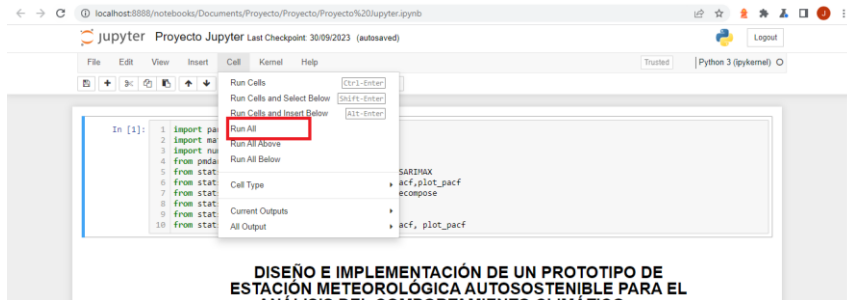 localhost:8888/notebooks/Documents/Proyecto/Proyecto/Proyecto%20Jupyter.ipynb
J
jupyter Proyecto Jupyter Last Checkpoint: 30/09/2023 (autosaved)
Logout
File Edit View Insert Cell Kernel Help
Trusted Python 3 (ipykernel)
Run Cells Ctrl-Enter
Run Cells and Select Below Shift-Enter
Run Cells and Insert Below Alt-Enter
Run All
Run All Above
Run All Below
Cell Type
Current Outputs
All Output
In [1]: 1 import pa
2 import ma
3 import nu
4 from pmda
5 from stat SARIMAX
6 from stat acf,plot_pacf
7 from stat ecompose
8 from stat
9 from stat
10 from stat acf, plot_pacf
DISEÑO E IMPLEMENTACIÓN DE UN PROTOTIPO DE
ESTACIÓN METEOROLÓGICA AUTOSOSTENIBLE PARA EL
ANÁLISIS DEL COMPORTAMIENTO CLIMÁTICO